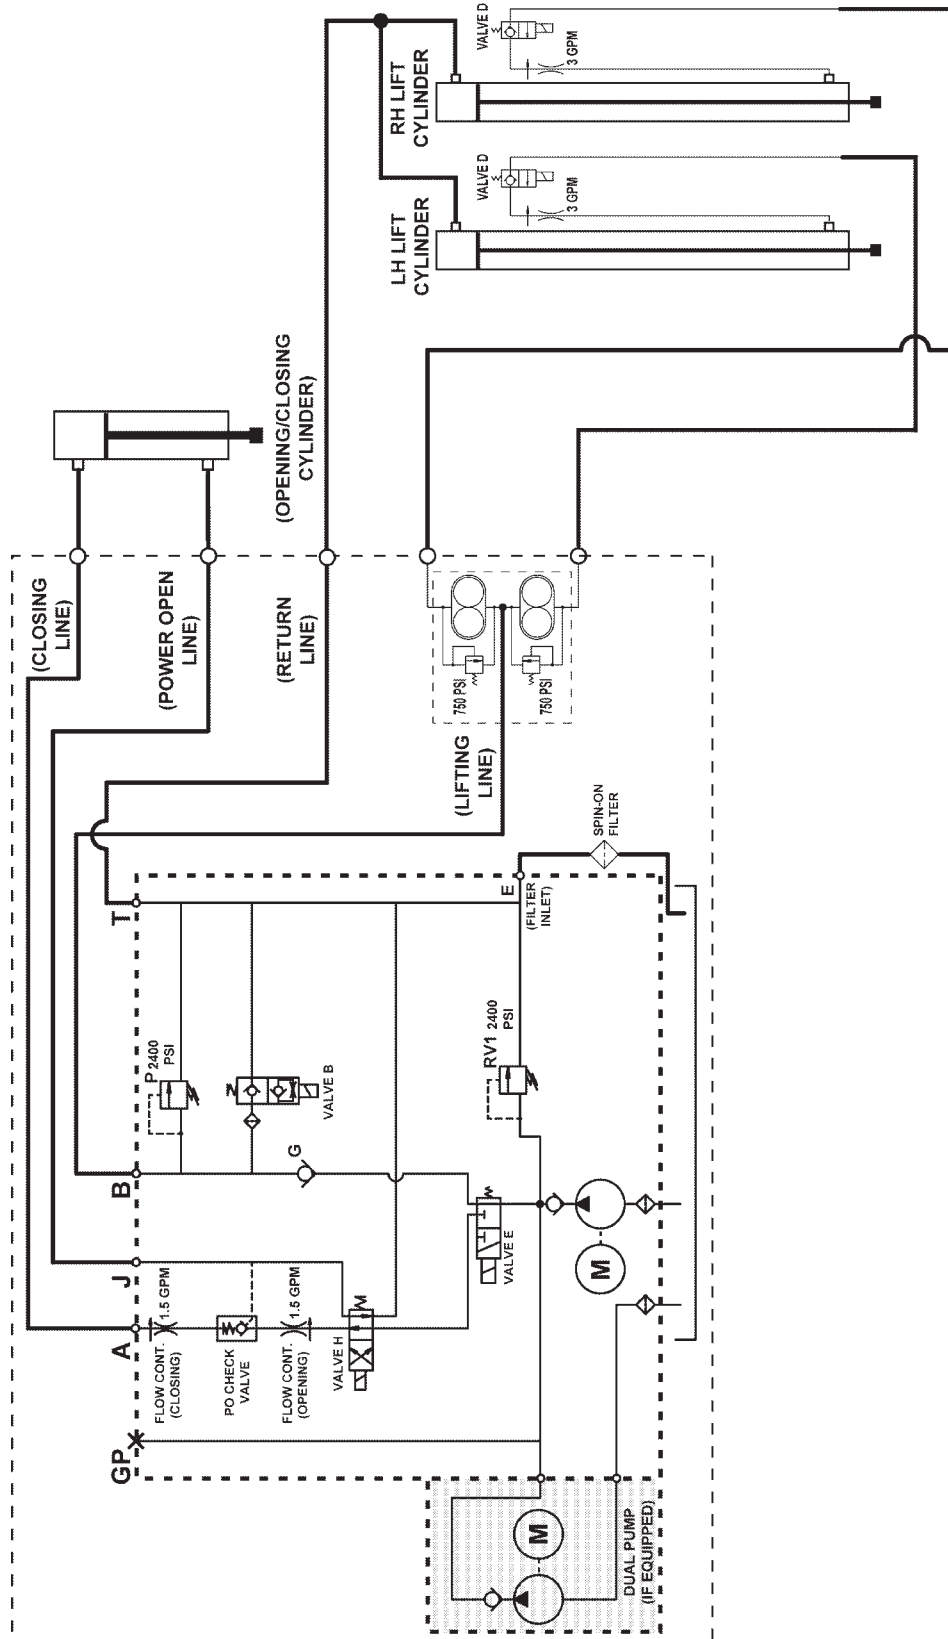 VALVE D
3 GPM
RH LIFT
CYLINDER
VALVE D
3 GPM
LH LIFT
CYLINDER
(OPENING/CLOSING
CYLINDER)
(CLOSING
LINE)
(POWER OPEN
LINE)
(RETURN
LINE)
750 PSI
750 PSI
(LIFTING
LINE)
SPIN-ON
FILTER
T
E
(FILTER
INLET)
P 2400
PSI
VALVE B
RV1 2400
PSI
B
G
J
A
VALVE E
M
1.5 GPM
FLOW CONT.
(CLOSING)
PO CHECK
VALVE
1.5 GPM
FLOW CONT.
(OPENING)
VALVE H
GP
M
DUAL PUMP
(IF EQUIPPED)